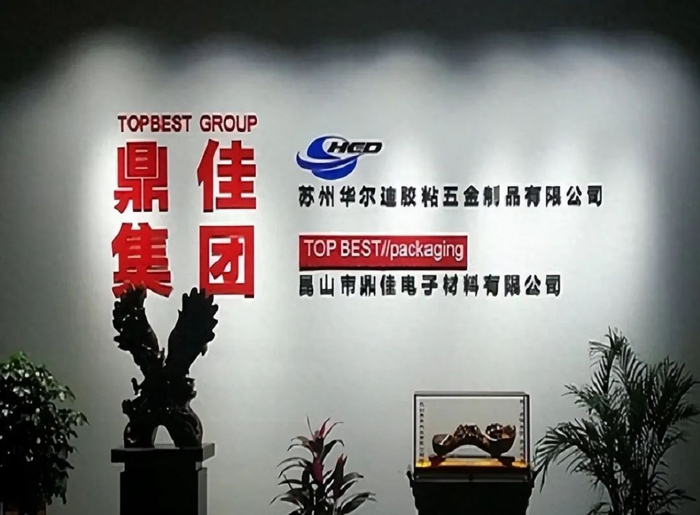 TOPBEST GROUP
鼎佳
集团
HED
苏州华尔迪胶粘五金制品有限公司
TOP BEST//packaging
昆山市鼎佳电子材料有限公司